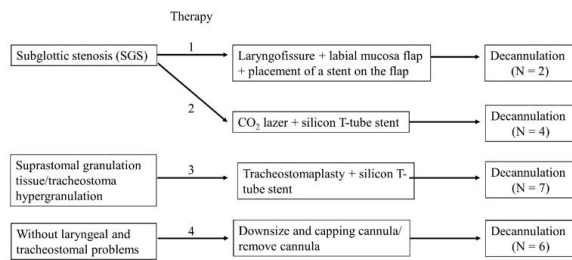 Therapy
Subglottic stenosis (SGS)
1
Laryngofissure + labial mucosa flap
+ placement of a stent on the flap
Decannulation
(N = 2)
2
CO₂ lazer + silicon T-tube stent
Decannulation
(N = 4)
Suprastomal granulation
tissue/tracheostoma
hypergranulation
3
Tracheostomaplasty + silicon T-
tube stent
Decannulation
(N = 7)
Without laryngeal and
tracheostomal problems
4
Downsize and capping cannula/
remove cannula
Decannulation
(N = 6)